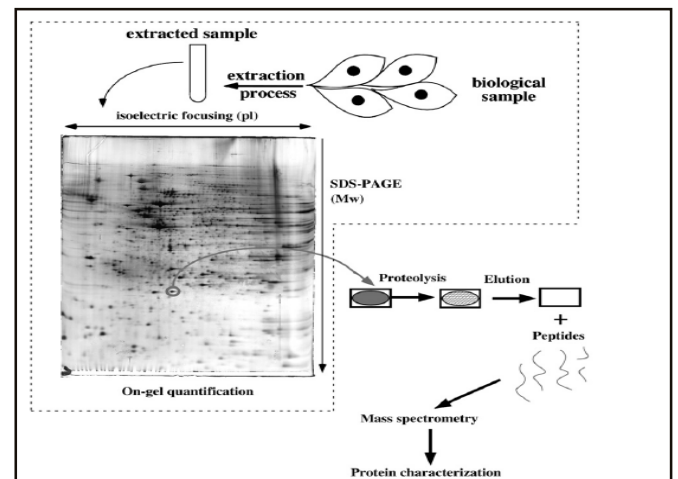 extracted sample
extraction
process
biological
sample
isoelectric focusing (pI)
SDS-PAGE
(Mw)
Proteolysis
Elution
+
Peptides
On-gel quantification
Mass spectrometry
Protein characterization